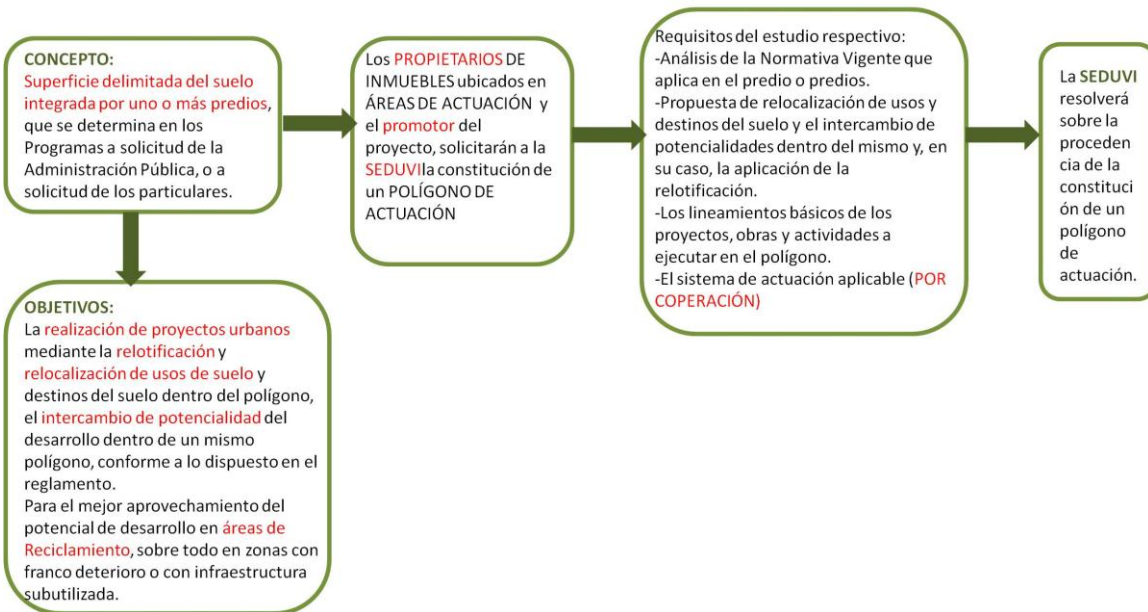 CONCEPTO:
Superficie delimitada del suelo
integrada por uno o más predios,
que se determina en los
Programas a solicitud de la
Administración Pública, o a
solicitud de los particulares.
OBJETIVOS:
La realización de proyectos urbanos
mediante la relotificación y
relocalización de usos de suelo y
destinos del suelo dentro del polígono,
el intercambio de potencialidad del
desarrollo dentro de un mismo
polígono, conforme a lo dispuesto en el
reglamento.
Para el mejor aprovechamiento del
potencial de desarrollo en áreas de
Reciclamiento, sobre todo en zonas con
franco deterioro o con infraestructura
subutilizada.
Los PROPIETARIOS DE
INMUEBLES ubicados en
ÁREAS DE ACTUACIÓN y
el promotor del
proyecto, solicitarán a la
SEDUVI la constitución de
un POLÍGONO DE
ACTUACIÓN
Requisitos del estudio respectivo:
-Análisis de la Normativa Vigente que
aplica en el predio o predios.
-Propuesta de relocalización de usos y
destinos del suelo y el intercambio de
potencialidades dentro del mismo y, en
su caso, la aplicación de la
relotificación.
-Los lineamientos básicos de los
proyectos, obras y actividades a
ejecutar en el polígono.
-El sistema de actuación aplicable (POR
COPERACIÓN)
La SEDUVI
resolverá
sobre la
proceden
cia de la
constituci
ón de un
polígono
de
actuación.